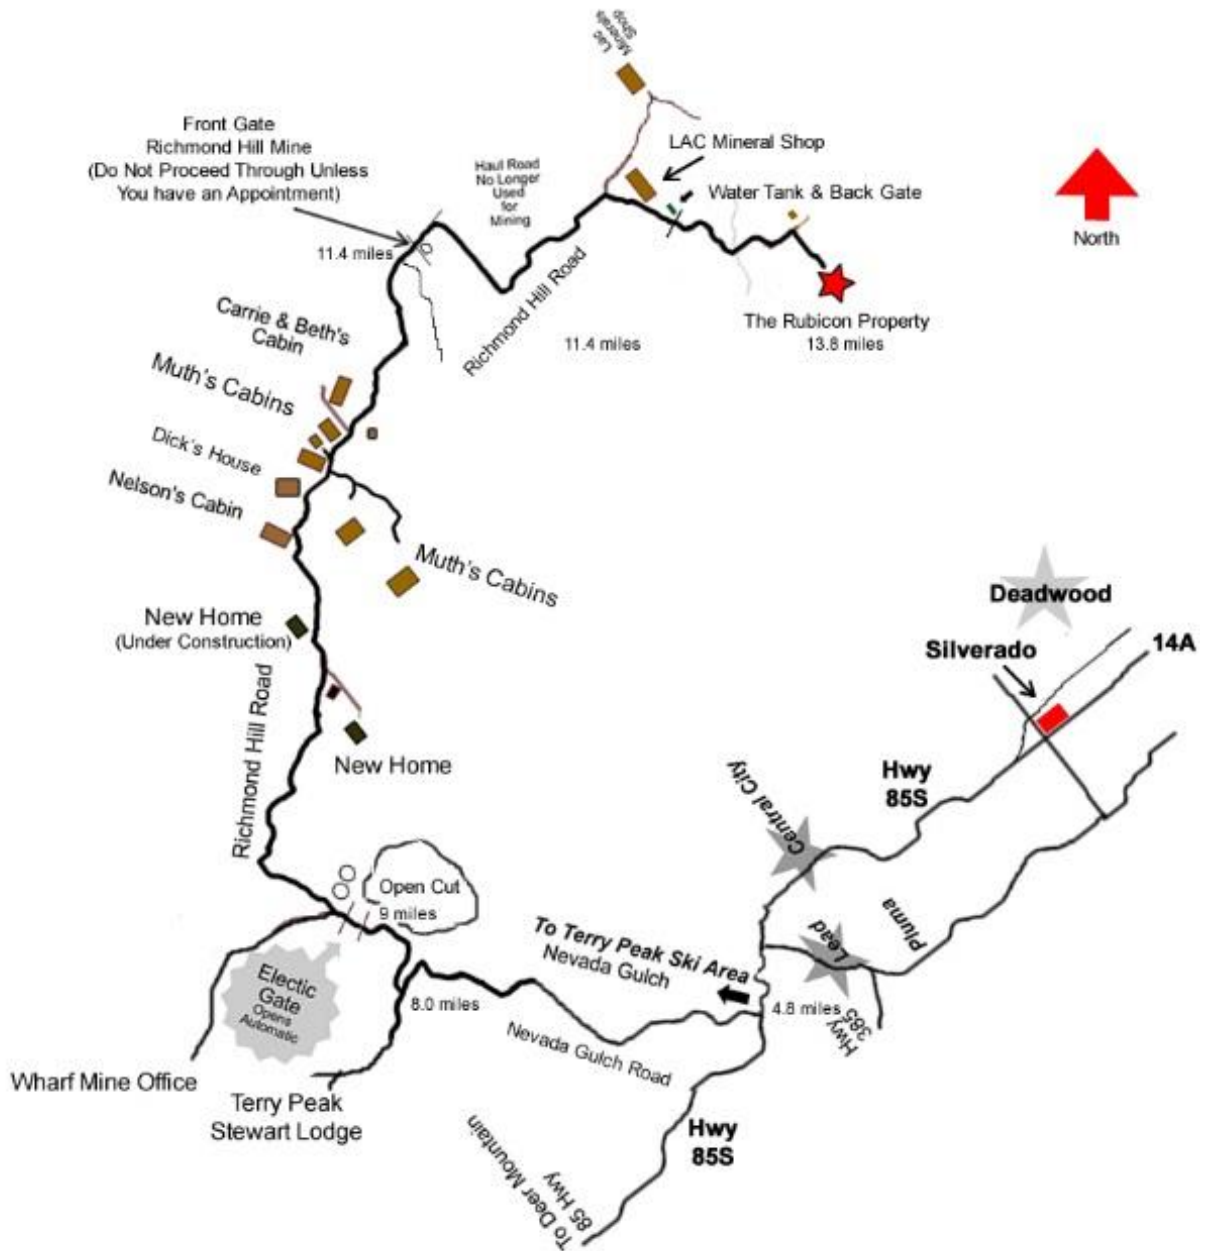 Lac
Minerals
Shop
Front Gate
Richmond Hill Mine
(Do Not Proceed Through Unless
You have an Appointment)
Haul Road
No Longer
Used
for
Mining
LAC Mineral Shop
Water Tank & Back Gate
North
11.4 miles
Richmond Hill Road
The Rubicon Property
11.4 miles
13.8 miles
Carrie & Beth's
Cabin
Muth's Cabins
Dick's House
Nelson's Cabin
Muth's Cabins
New Home
(Under Construction)
Deadwood
Silverado
14A
Richmond Hill Road
New Home
Hwy
85S
Central City
Open Cut
9 miles
Lead
Pluma
To Terry Peak Ski Area
Nevada Gulch
Electic
Gate
Opens
Automatic
8.0 miles
4.8 miles
Hwy
385
Nevada Gulch Road
Wharf Mine Office
Terry Peak
Stewart Lodge
Hwy
85S
To Deer Mountain
85 Hwy